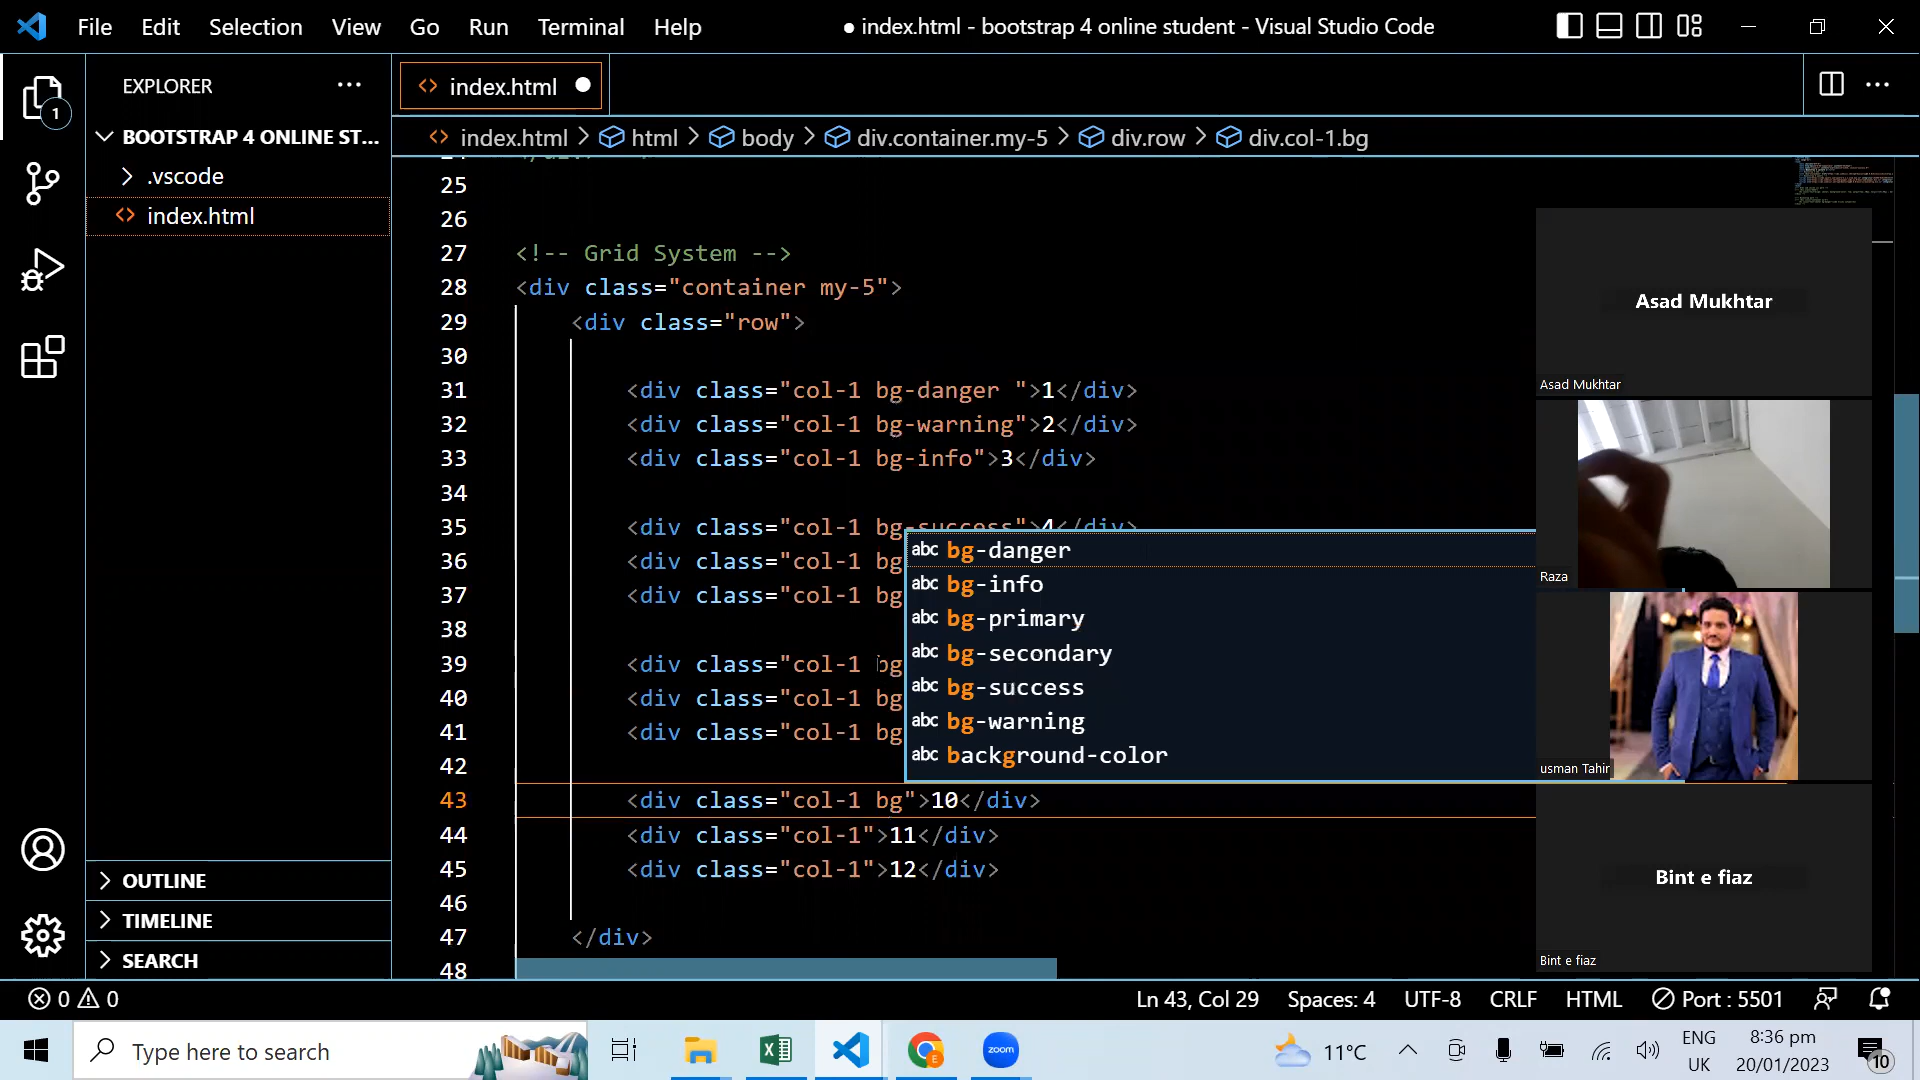 File Edit Selection View Go Run Terminal Help
● index.html - bootstrap 4 online student - Visual Studio Code
EXPLORER
BOOTSTRAP 4 ONLINE ST...
.vscode
index.html
OUTLINE
TIMELINE
SEARCH
1
index.html
index.html > html > body > div.container.my-5 > div.row > div.col-1.bg
25
26
27 <!-- Grid System -->
28 <div class="container my-5">
29 <div class="row">
30
31 <div class="col-1 bg-danger ">1</div>
32 <div class="col-1 bg-warning">2</div>
33 <div class="col-1 bg-info">3</div>
34
35 <div class="col-1 bg-success">4</div>
36 <div class="col-1 bg
37 <div class="col-1 bg
38
39 <div class="col-1 bg
40 <div class="col-1 bg
41 <div class="col-1 bg
42
43 <div class="col-1 bg">10</div>
44 <div class="col-1">11</div>
45 <div class="col-1">12</div>
46
47 </div>
48
abc bg-danger
abc bg-info
abc bg-primary
abc bg-secondary
abc bg-success
abc bg-warning
abc background-color
Asad Mukhtar
Asad Mukhtar
Raza
usman Tahir
Bint e fiaz
Bint e fiaz
0 0
Ln 43, Col 29 Spaces: 4 UTF-8 CRLF HTML Port : 5501
Type here to search
zoom
E
11°C
ENG
UK
8:36 pm
20/01/2023
10